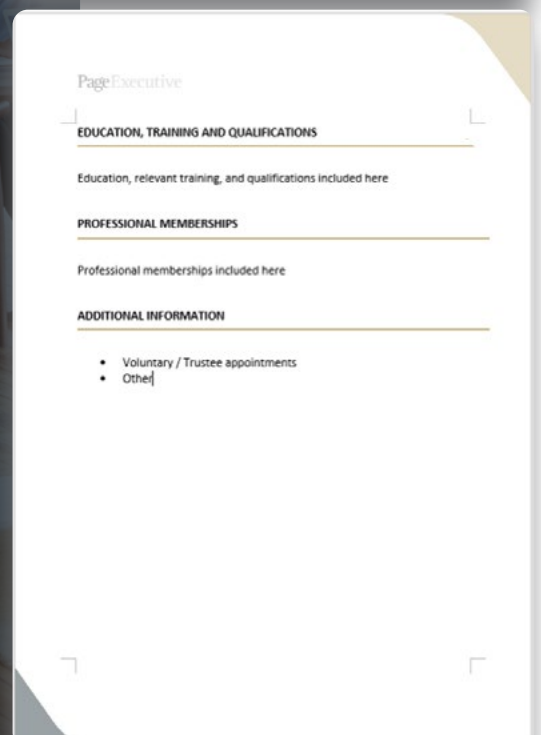 PageExecutive
EDUCATION, TRAINING AND QUALIFICATIONS
Education, relevant training, and qualifications included here
PROFESSIONAL MEMBERSHIPS
Professional memberships included here
ADDITIONAL INFORMATION
• Voluntary / Trustee appointments
• Other